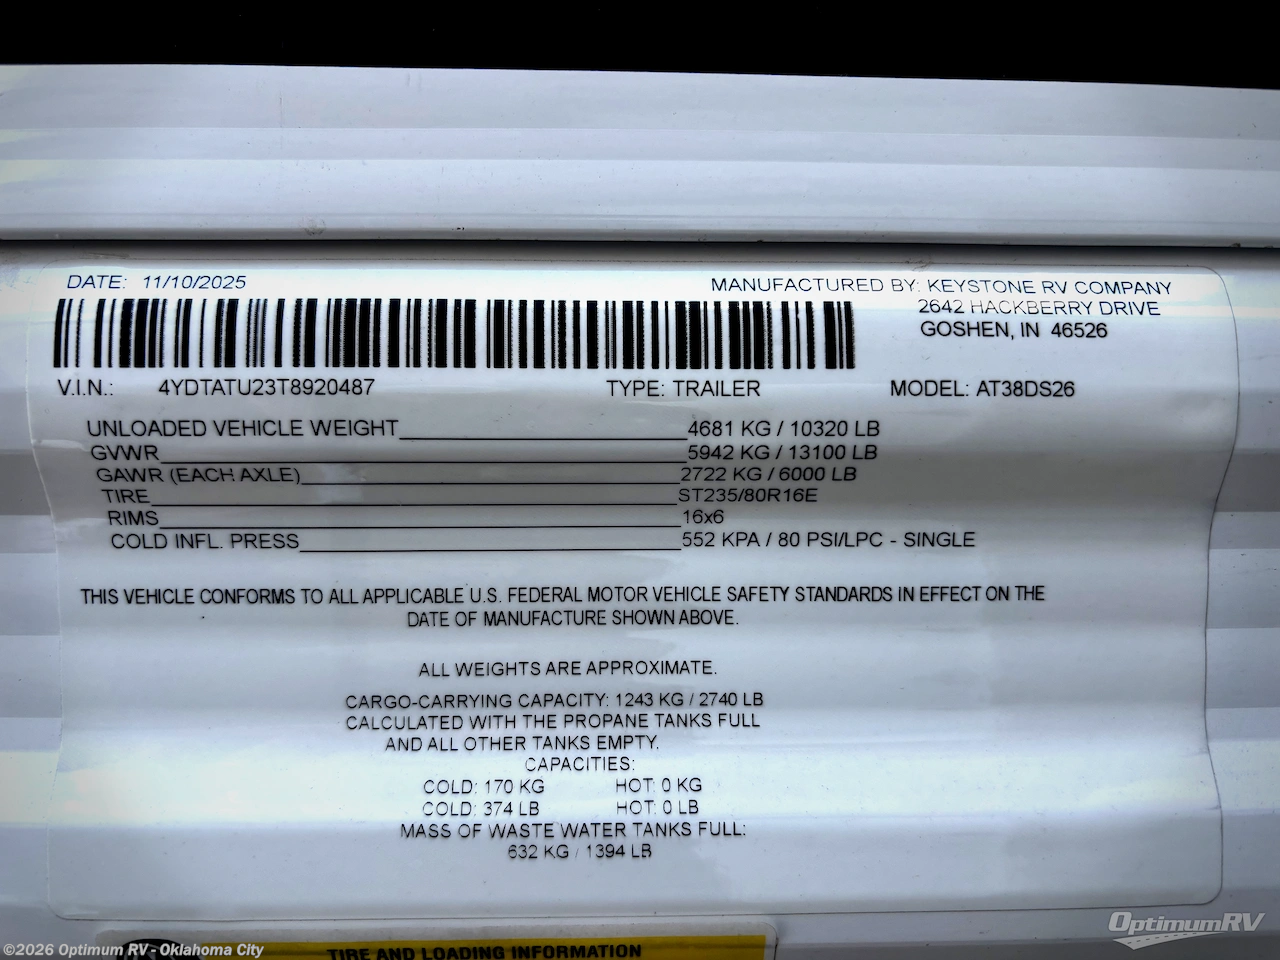 DATE: 11/10/2025
MANUFACTURED BY: KEYSTONE RV COMPANY
2642 HACKBERRY DRIVE
GOSHEN, IN 46526
V.I.N.: 4YDTATU23T8920487 TYPE: TRAILER MODEL: AT38DS26
UNLOADED VEHICLE WEIGHT 4681 KG / 10320 LB
GVWR 5942 KG / 13100 LB
GAWR (EACH AXLE) 2722 KG / 6000 LB
TIRE ST235/80R16E
RIMS 16x6
COLD INFL. PRESS 552 KPA / 80 PSI/LPC - SINGLE
THIS VEHICLE CONFORMS TO ALL APPLICABLE U.S. FEDERAL MOTOR VEHICLE SAFETY STANDARDS IN EFFECT ON THE
DATE OF MANUFACTURE SHOWN ABOVE.
ALL WEIGHTS ARE APPROXIMATE.
CARGO-CARRYING CAPACITY: 1243 KG / 2740 LB
CALCULATED WITH THE PROPANE TANKS FULL
AND ALL OTHER TANKS EMPTY.
CAPACITIES:
COLD: 170 KG HOT: 0 KG
COLD: 374 LB HOT: 0 LB
MASS OF WASTE WATER TANKS FULL:
632 KG / 1394 LB
TIRE AND LOADING INFORMATION
OptimumRV
©2026 Optimum RV - Oklahoma City